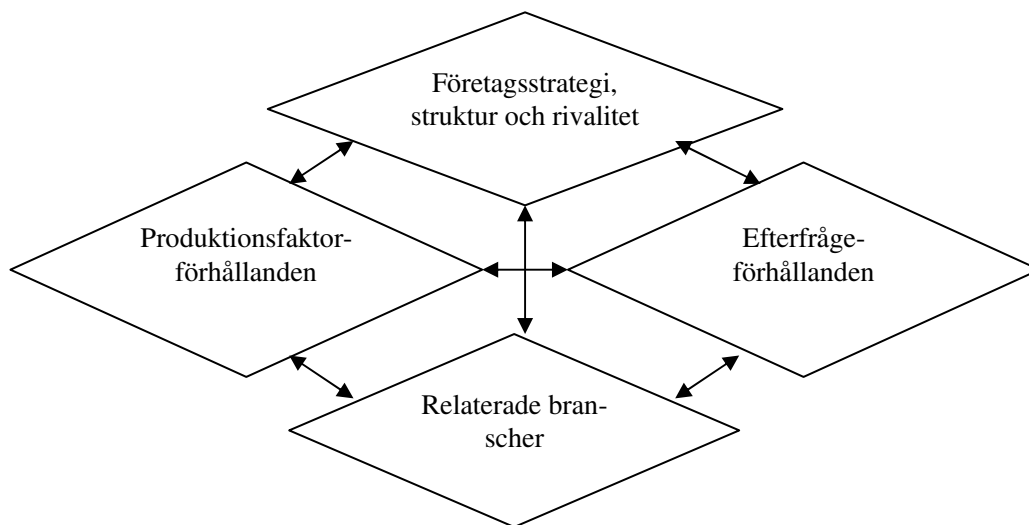 Företagsstrategi,
struktur och rivalitet
Produktionsfaktor-
förhållanden
Efterfråge-
förhållanden
Relaterade bran-
scher